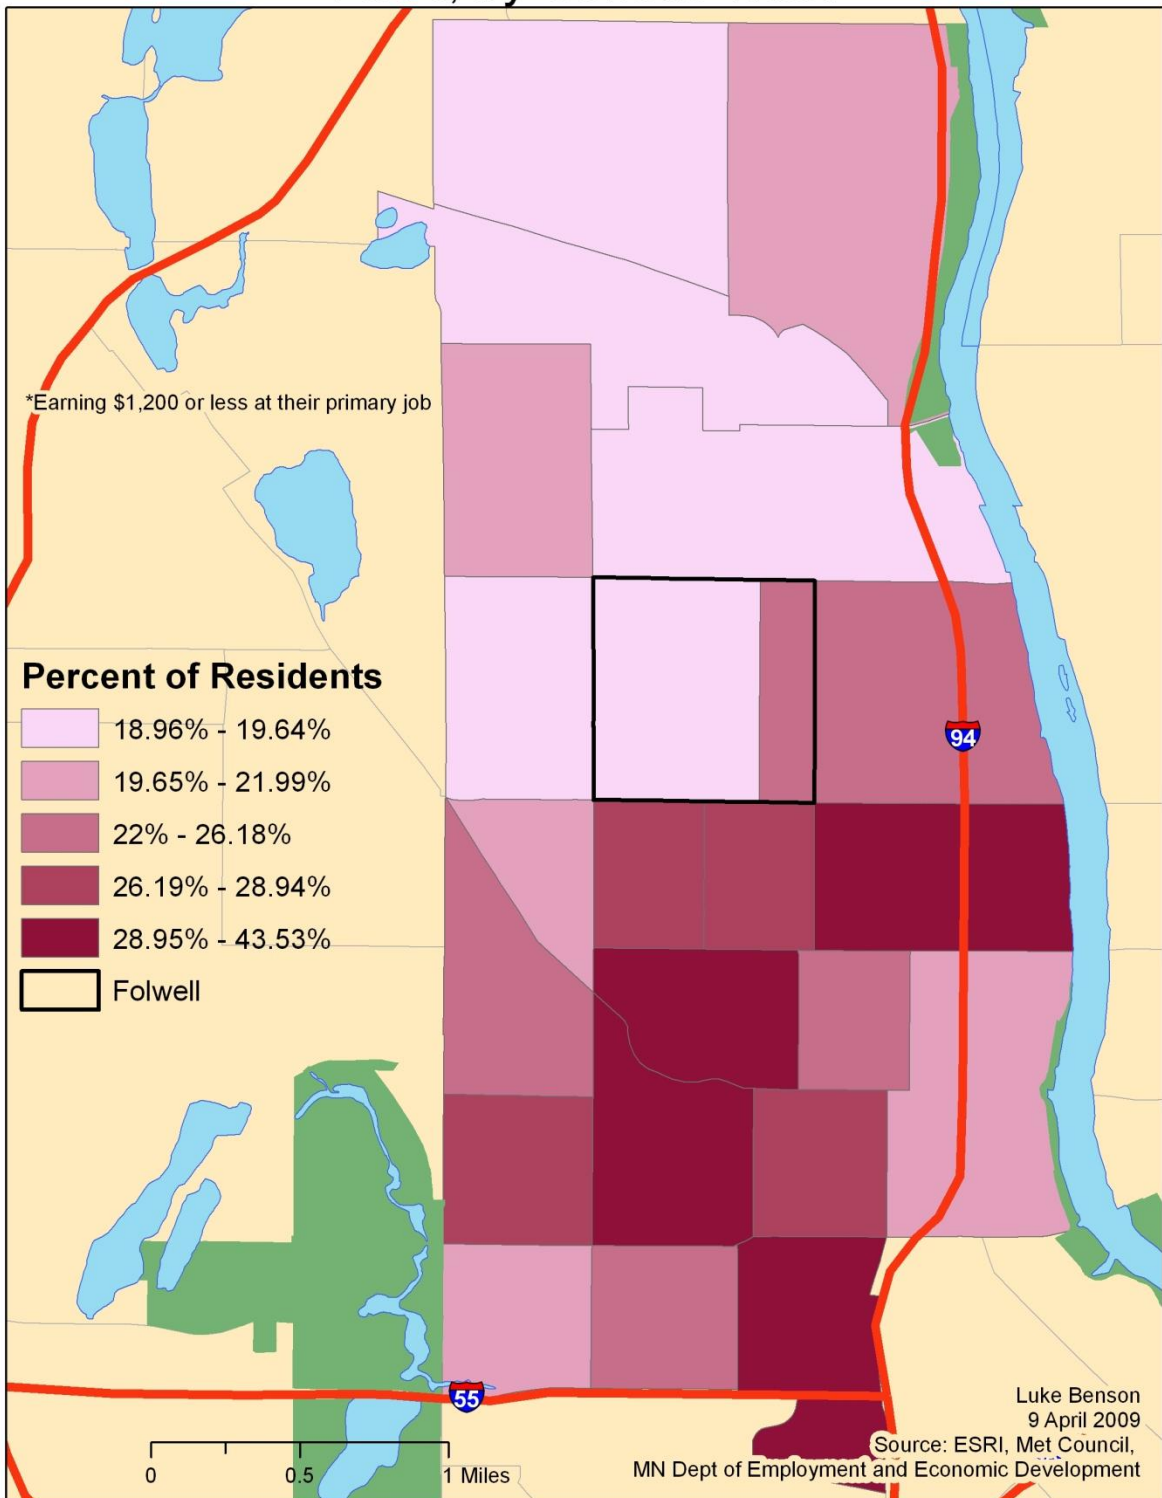 *Earning $1,200 or less at their primary job
Percent of Residents
18.96% - 19.64%
19.65% - 21.99%
22% - 26.18%
26.19% - 28.94%
28.95% - 43.53%
Folwell
94
55
0 0.5 1 Miles
Luke Benson
9 April 2009
Source: ESRI, Met Council,
MN Dept of Employment and Economic Development